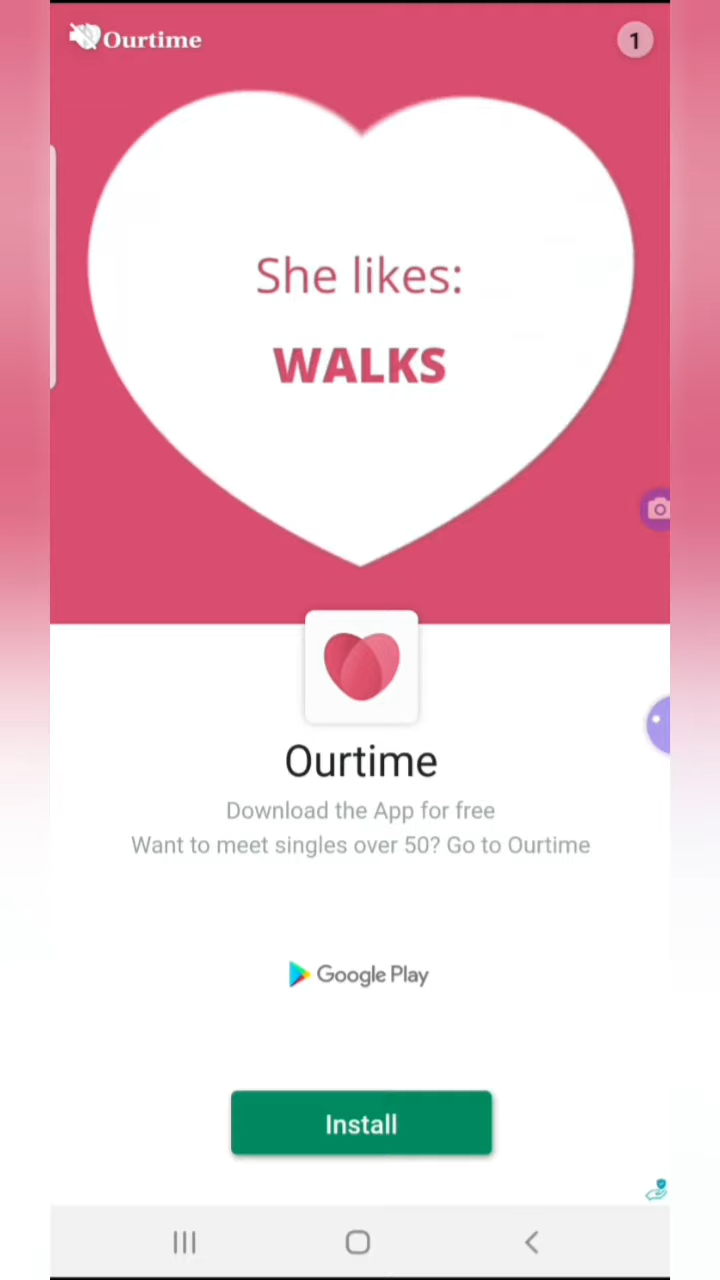 Ourtime
1
She likes:
WALKS
Ourtime
Download the App for free
Want to meet singles over 50? Go to Ourtime
Google Play
Install